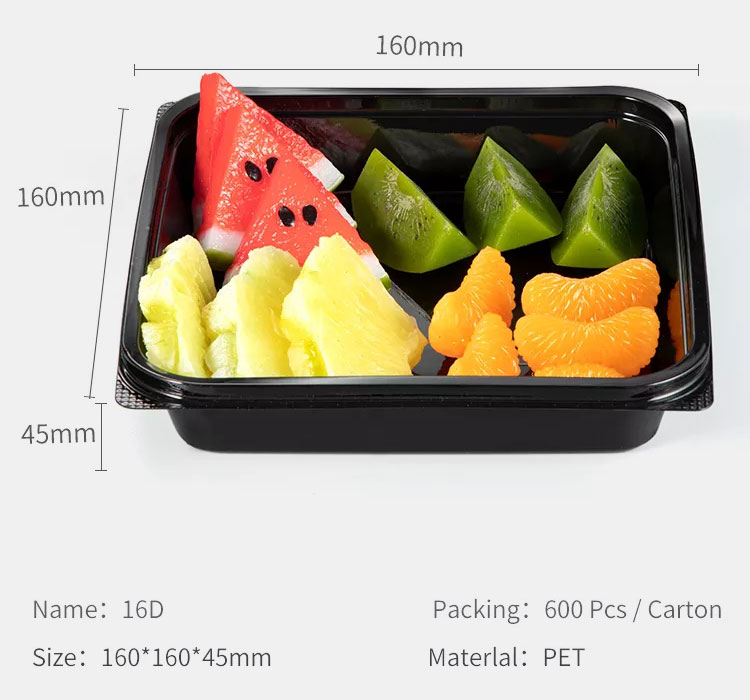 160mm
160mm
45mm
Name：16D
Packing：600 Pcs / Carton
Size：160*160*45mm
Materlal：PET